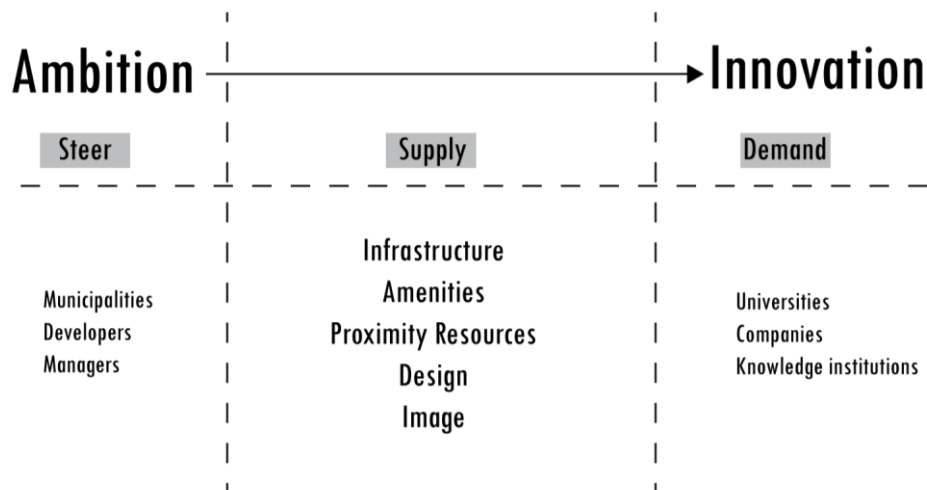 Ambition
Innovation
Steer
Supply
Demand
Municipalities
Developers
Managers
Infrastructure
Amenities
Proximity Resources
Design
Image
Universities
Companies
Knowledge institutions